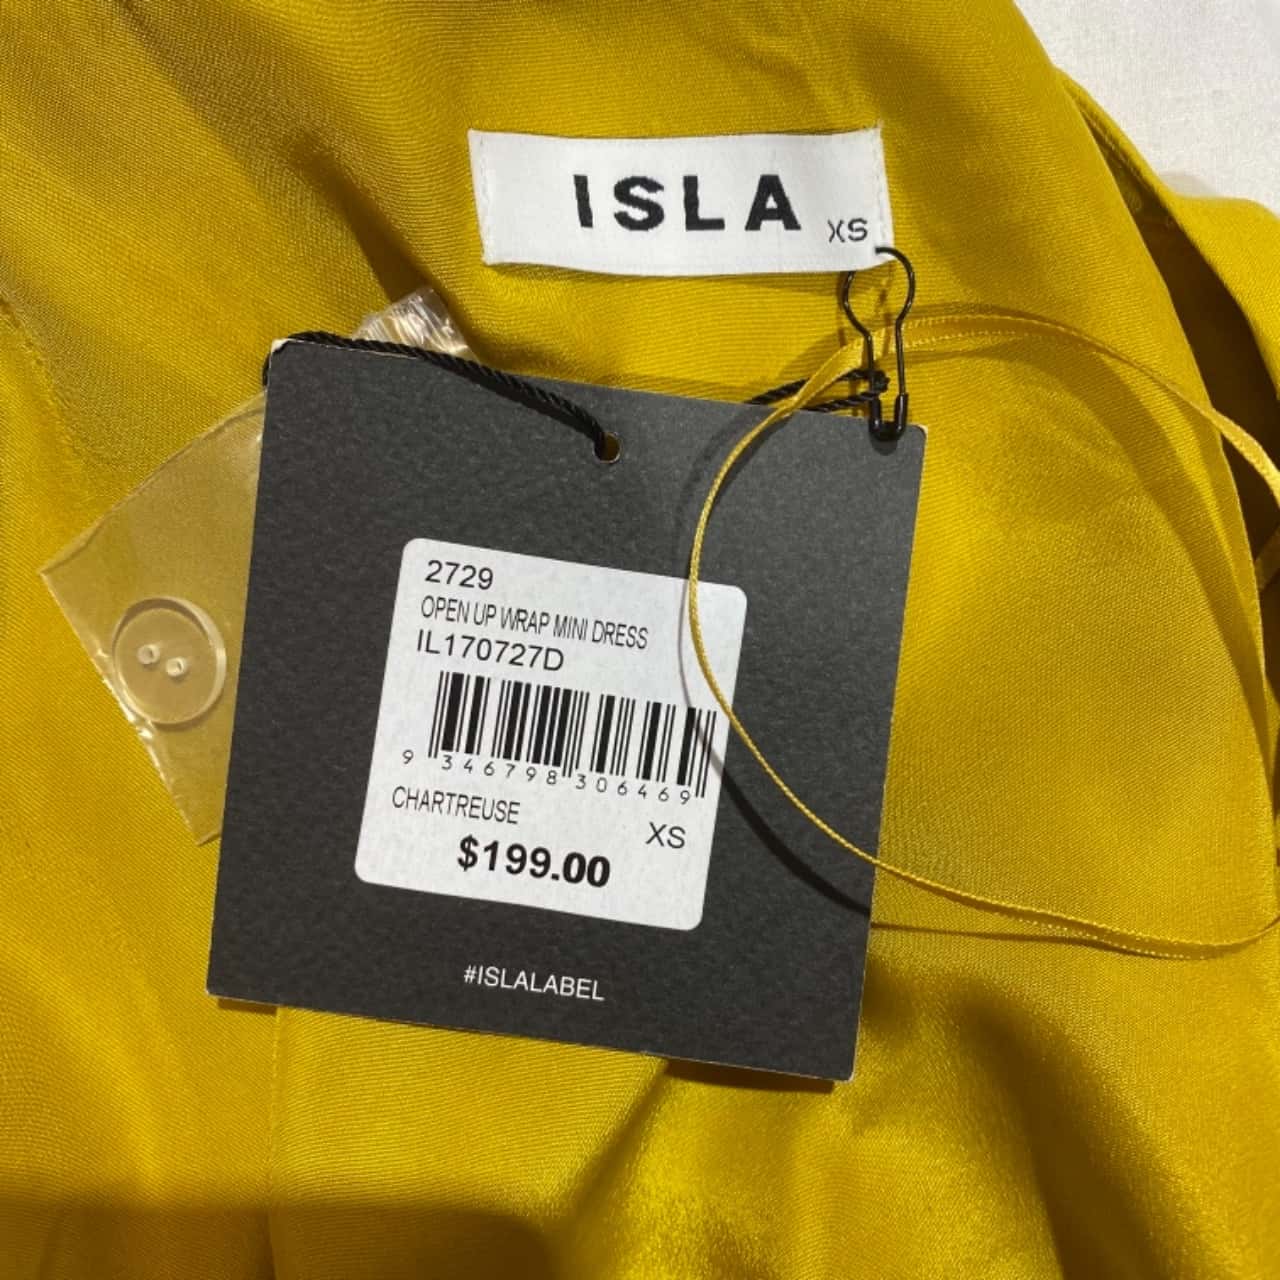 ISLA XS
2729
OPEN UP WRAP MINI DRESS
IL170727D
9 346798 306469
CHARTREUSE
XS
$199.00
#ISLALABEL